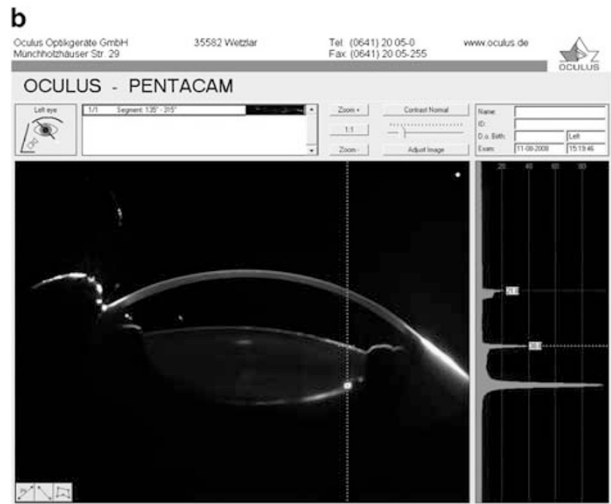 b
Oculus Optikgeräte GmbH 35582 Wetzlar Tel. (0641) 20 05-0 www.oculus.de
Münchholzhäuser Str. 29 Fax: (0641) 20 05-255
OCULUS
OCULUS - PENTACAM
Left eye
1/1 Segment: 135° - 315°
Zoom +
1:1
Zoom -
Contrast Normal
Adjust Image
Name:
ID:
D.o. Birth: Left
Exam: 11-08-2008 15:19:46
20 40 60 80